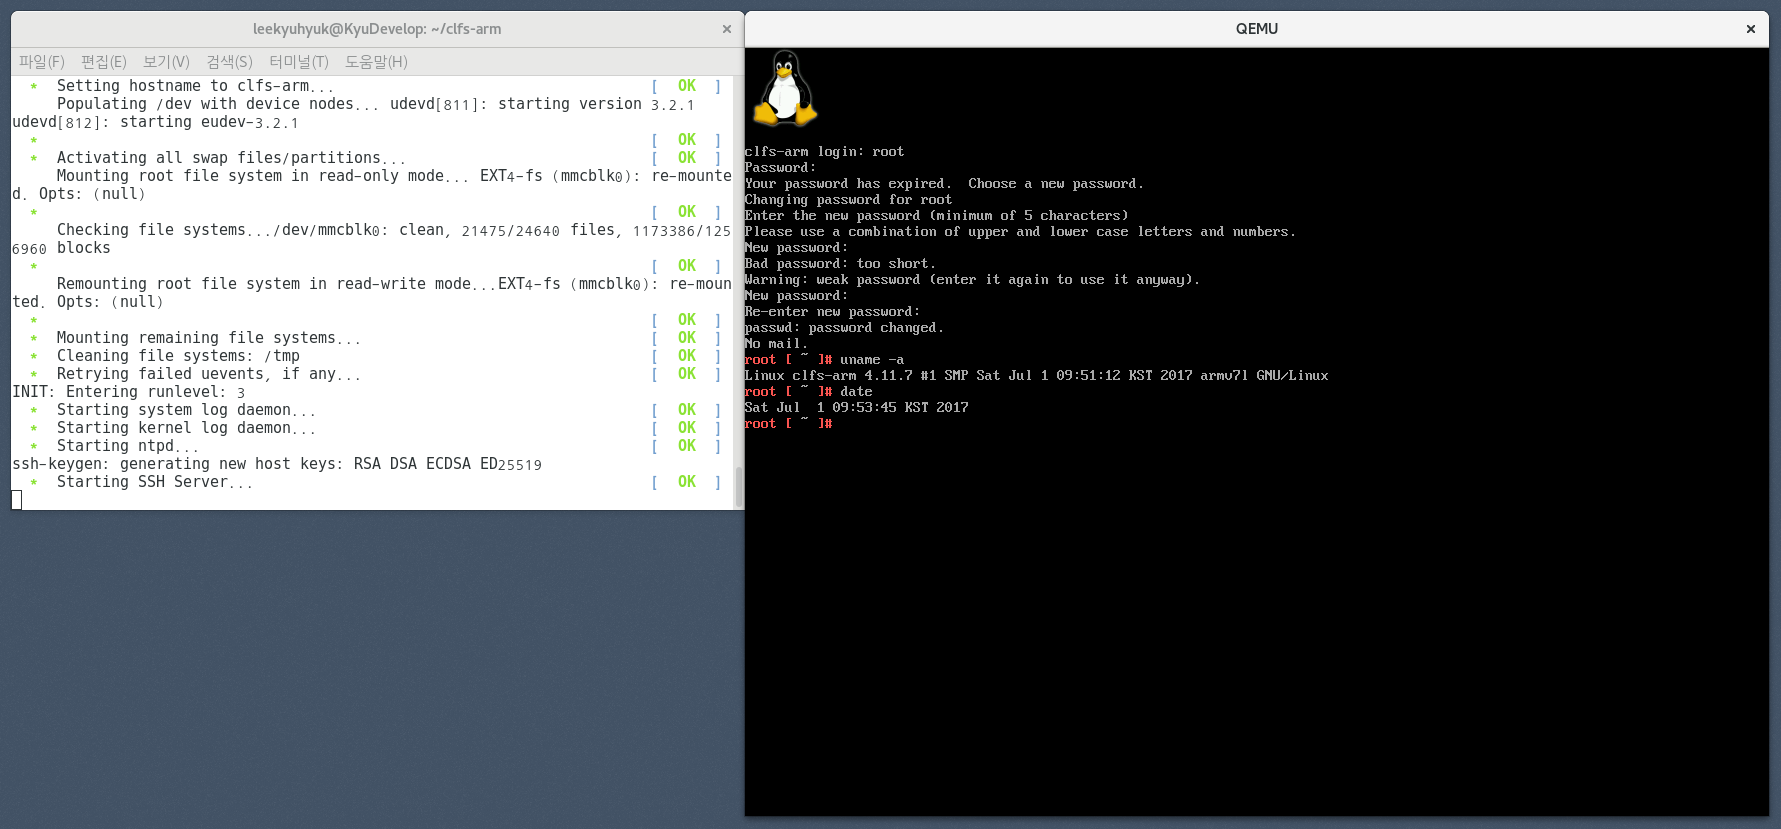 leekyuhyuk@KyuDevelop: ~/clfs-arm
파일(F) 편집(E) 보기(V) 검색(S) 터미널(T) 도움말(H)
* Setting hostname to clfs-arm... [ OK ]
Populating /dev with device nodes... udevd[811]: starting version 3.2.1
udevd[812]: starting eudev-3.2.1
* [ OK ]
* Activating all swap files/partitions... [ OK ]
Mounting root file system in read-only mode... EXT4-fs (mmcblk0): re-mounte
d. Opts: (null)
* [ OK ]
Checking file systems.../dev/mmcblk0: clean, 21475/24640 files, 1173386/125
6960 blocks
* [ OK ]
Remounting root file system in read-write mode...EXT4-fs (mmcblk0): re-moun
ted. Opts: (null)
* [ OK ]
* Mounting remaining file systems... [ OK ]
* Cleaning file systems: /tmp [ OK ]
* Retrying failed uevents, if any... [ OK ]
INIT: Entering runlevel: 3
* Starting system log daemon... [ OK ]
* Starting kernel log daemon... [ OK ]
* Starting ntpd... [ OK ]
ssh-keygen: generating new host keys: RSA DSA ECDSA ED25519
* Starting SSH Server... [ OK ]
QEMU
clfs-arm login: root
Password:
Your password has expired.  Choose a new password.
Changing password for root
Enter the new password (minimum of 5 characters)
Please use a combination of upper and lower case letters and numbers.
New password:
Bad password: too short.
Warning: weak password (enter it again to use it anyway).
New password:
Re-enter new password:
passwd: password changed.
No mail.
root [ ~ ]# uname -a
Linux clfs-arm 4.11.7 #1 SMP Sat Jul 1 09:51:12 KST 2017 armv7l GNU/Linux
root [ ~ ]# date
Sat Jul  1 09:53:45 KST 2017
root [ ~ ]#